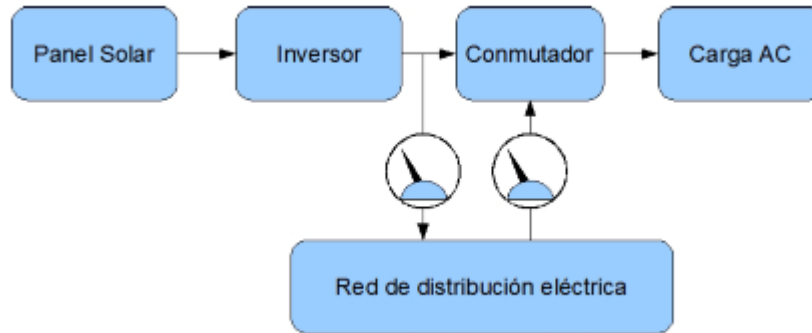 Panel Solar
Inversor
Conmutador
Carga AC
Red de distribución eléctrica